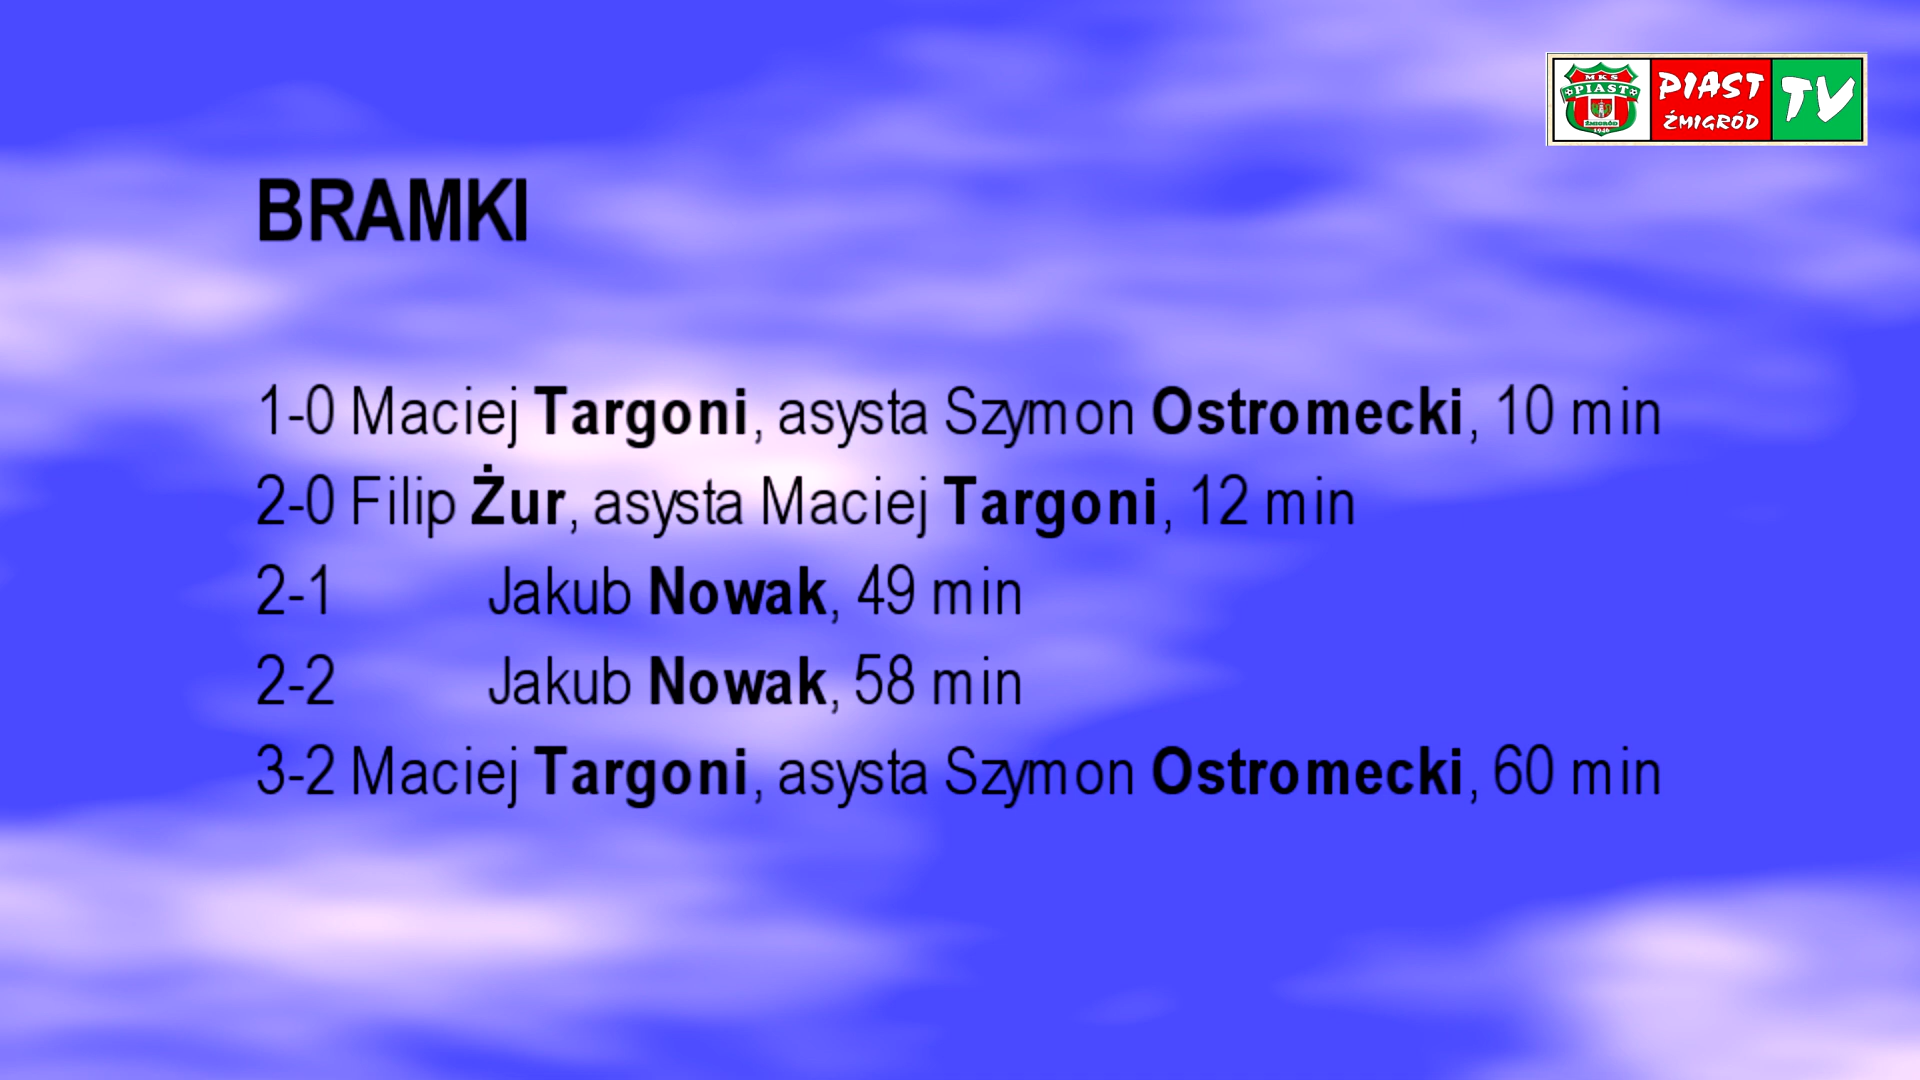 MKS
PIAST
ŻMIGRÓD
1946
PIAST
ŻMIGRÓD
TV
BRAMKI
1-0 Maciej Targoni, asysta Szymon Ostromecki, 10 min
2-0 Filip Żur, asysta Maciej Targoni, 12 min
2-1 Jakub Nowak, 49 min
2-2 Jakub Nowak, 58 min
3-2 Maciej Targoni, asysta Szymon Ostromecki, 60 min